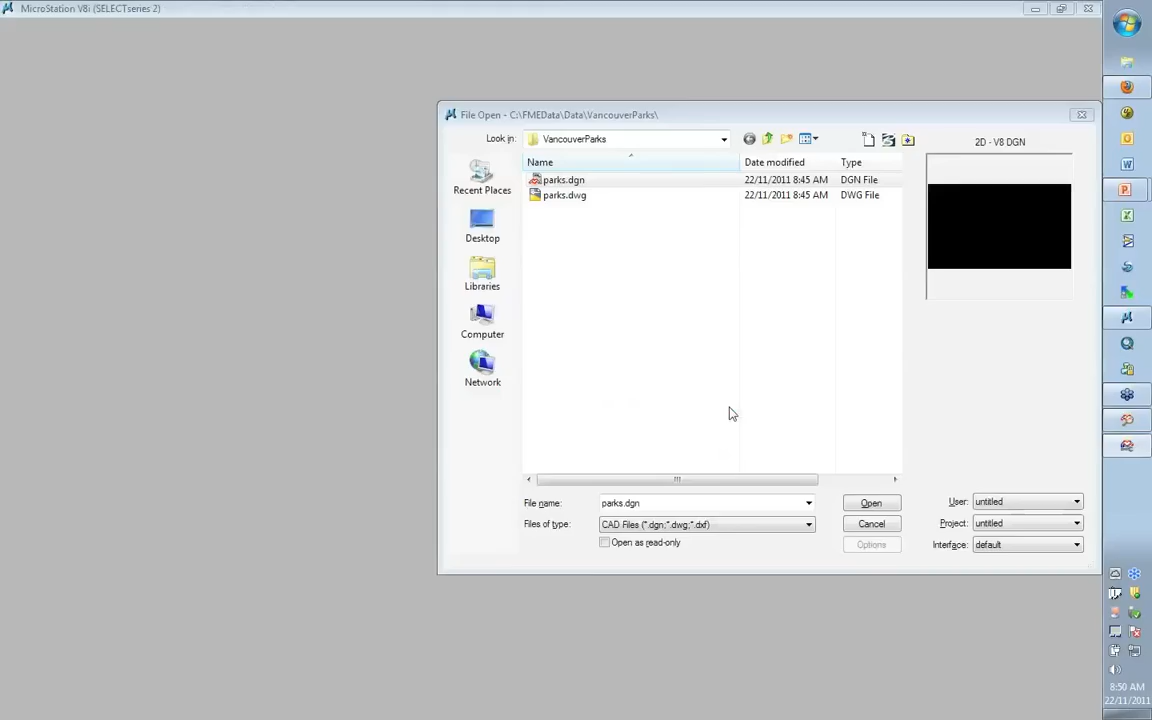 MicroStation V8i (SELECTseries 2)
File Open - C:\FMEData\Data\VancouverParks\
Look in:
VancouverParks
2D - V8 DGN
Name
Date modified
Type
parks.dgn
22/11/2011 8:45 AM
DGN File
parks.dwg
22/11/2011 8:45 AM
DWG File
Recent Places
Desktop
Libraries
Computer
Network
File name:
parks.dgn
Open
User:
untitled
Files of type:
CAD Files (*.dgn;*.dwg;*.dxf)
Cancel
Project:
untitled
Open as read-only
Options
Interface:
default
8:50 AM
22/11/2011